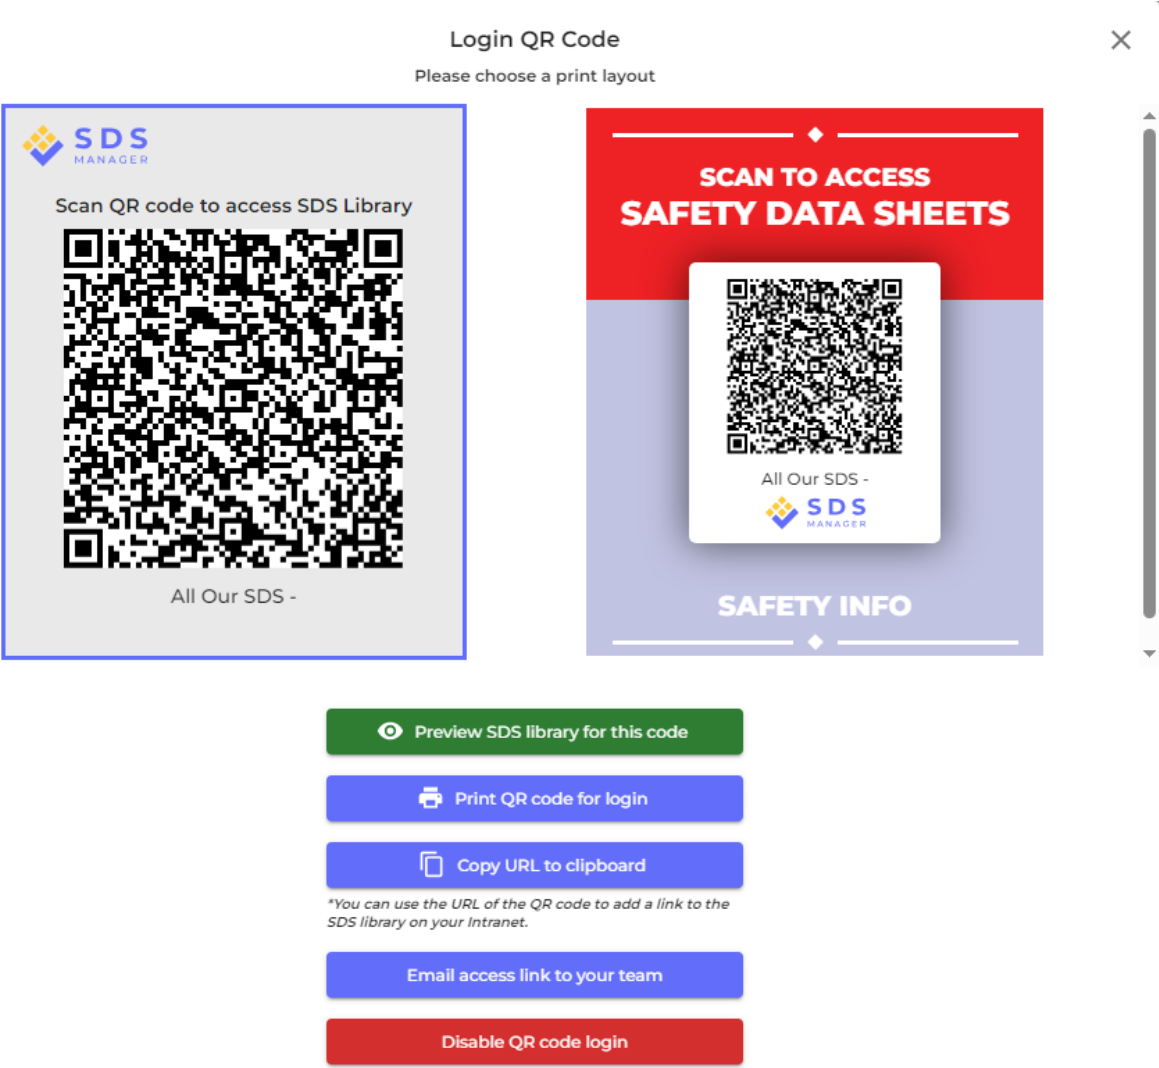 Login QR Code
Please choose a print layout
SDS
MANAGER
Scan QR code to access SDS Library
All Our SDS -
SCAN TO ACCESS
SAFETY DATA SHEETS
All Our SDS -
SDS
MANAGER
SAFETY INFO
Preview SDS library for this code
Print QR code for login
Copy URL to clipboard
*You can use the URL of the QR code to add a link to the
SDS library on your Intranet.
Email access link to your team
Disable QR code login